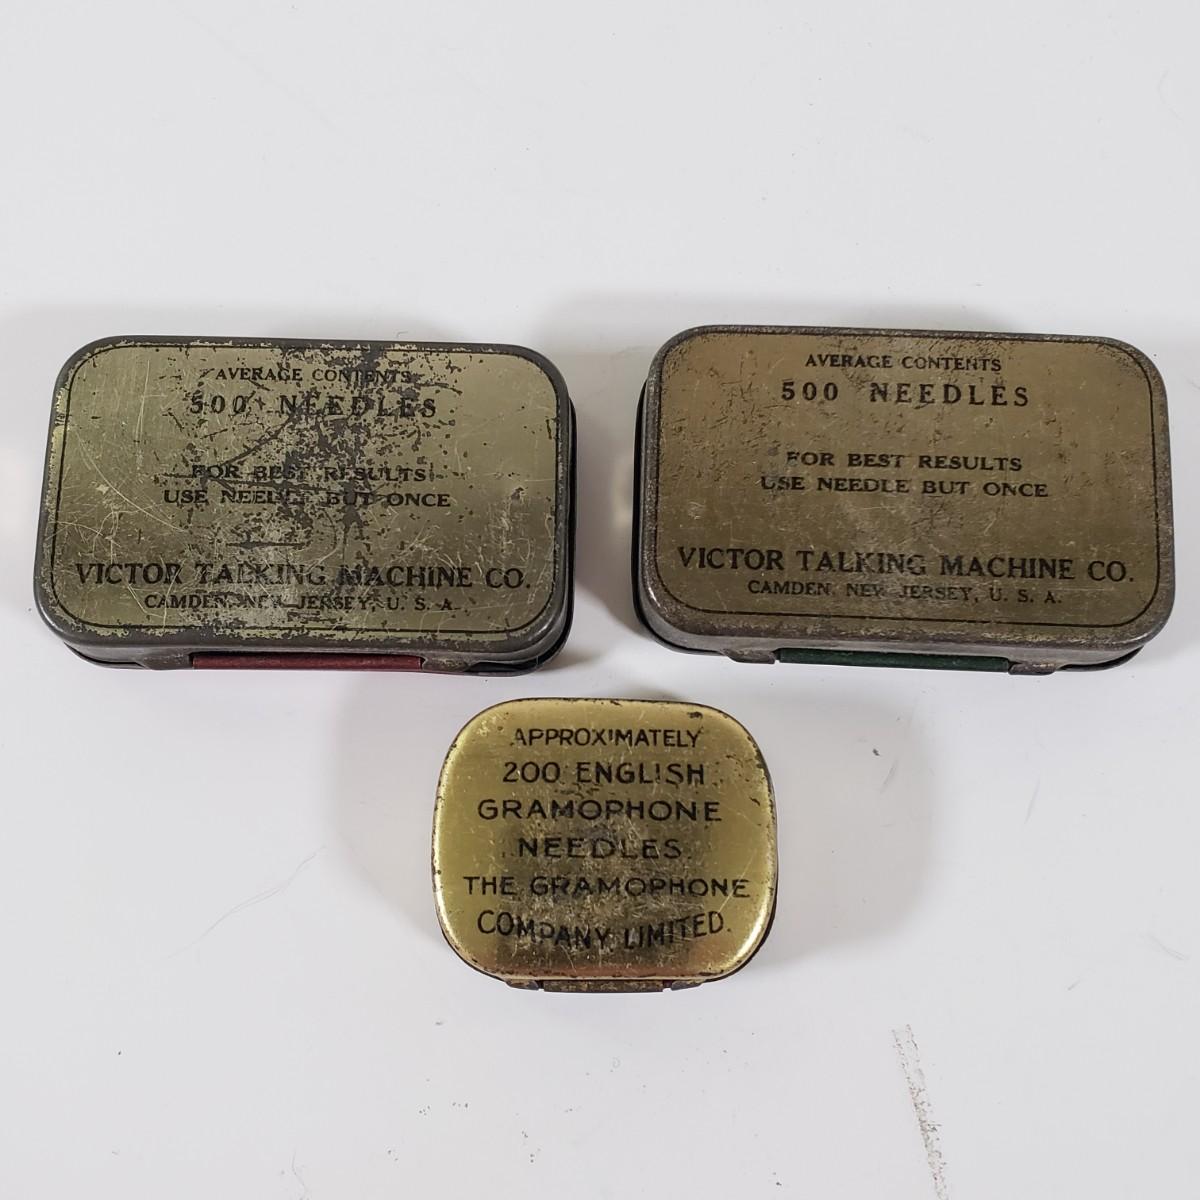 AVERAGE CONTENTS
500 NEEDLES
FOR BEST RESULTS
USE NEEDLE BUT ONCE
VICTOR TALKING MACHINE CO.
CAMDEN, NEW JERSEY, U. S. A.
AVERAGE CONTENTS
500 NEEDLES
FOR BEST RESULTS
USE NEEDLE BUT ONCE
VICTOR TALKING MACHINE CO.
CAMDEN, NEW JERSEY, U. S. A.
APPROXIMATELY
200 ENGLISH
GRAMOPHONE
NEEDLES.
THE GRAMOPHONE
COMPANY LIMITED.